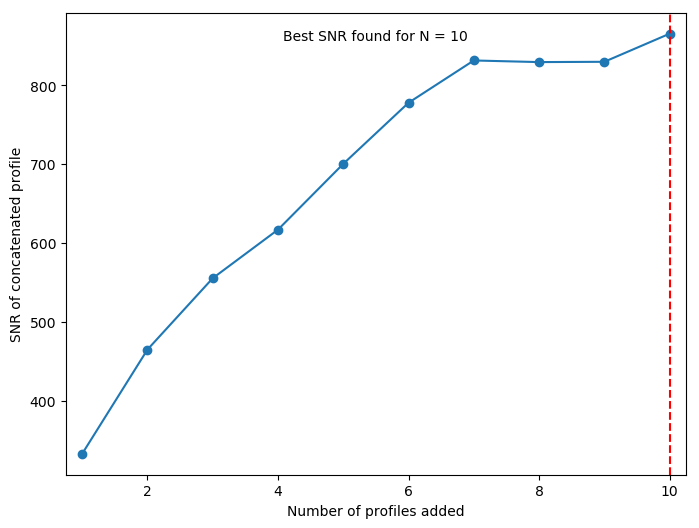 Best SNR found for N = 10
SNR of concatenated profile
800
700
600
500
400
2 4 6 8 10
Number of profiles added